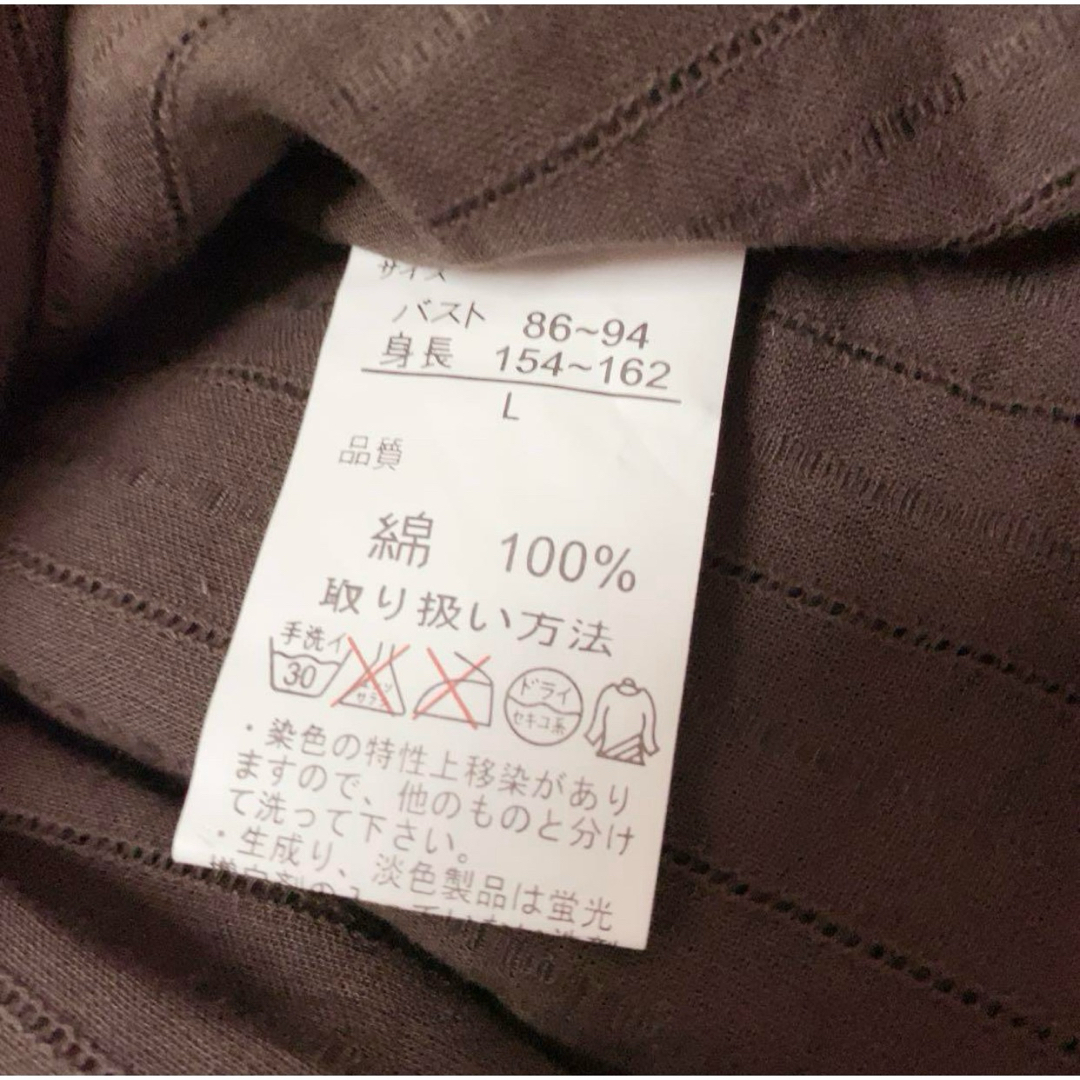 サイズ
バスト 86~94
身長 154~162
L
品質
綿 100%
取り扱い方法
手洗イ
30
ドライ
セキユ系
・染色の特性上移染があり
ますので、他のものと分け
て洗って下さい。
・生成り、淡色製品は蛍光